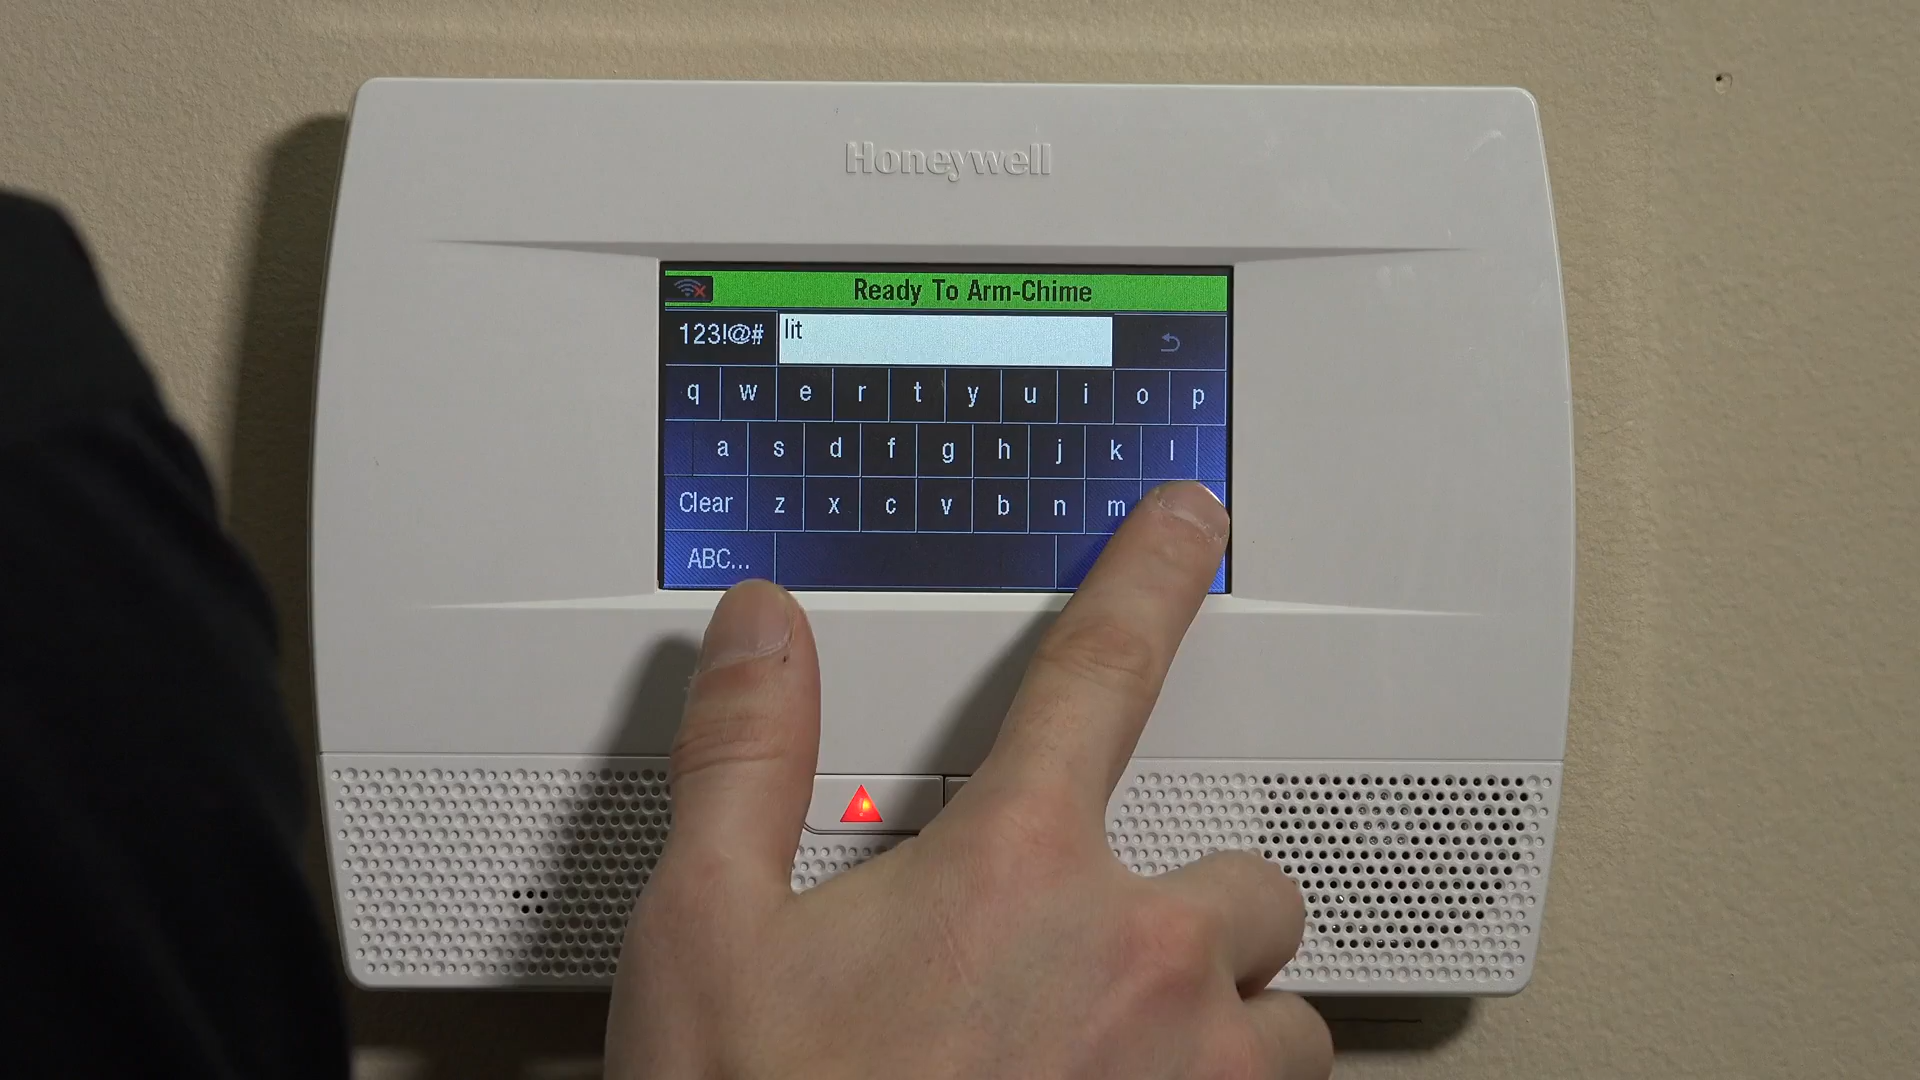 Honeywell
Ready To Arm-Chime
123!@# lit
q w e r t y u i o p
a s d f g h j k l
Clear z x c v b n m
ABC...